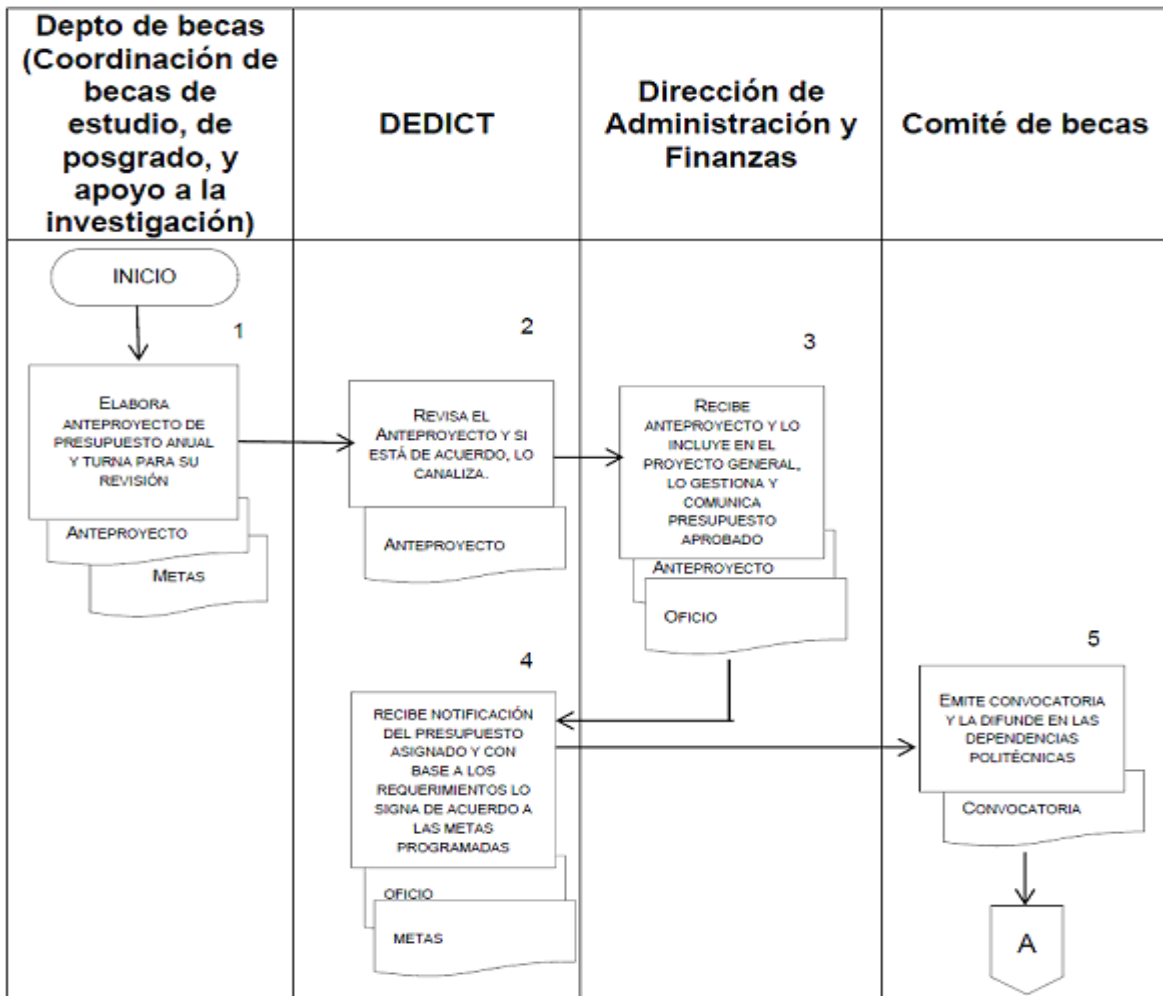 Depto de becas
(Coordinación de
becas de
estudio, de
posgrado, y
apoyo a la
investigación)
DEDICT
Dirección de
Administración y
Finanzas
Comité de becas
INICIO
1
ELABORA
ANTEPROYECTO DE
PRESUPUESTO ANUAL
Y TURNA PARA SU
REVISIÓN
ANTEPROYECTO
METAS
2
REVISA EL
ANTEPROYECTO Y SI
ESTÁ DE ACUERDO, LO
CANALIZA.
ANTEPROYECTO
3
RECIBE
ANTEPROYECTO Y LO
INCLUYE EN EL
PROYECTO GENERAL,
LO GESTIONA Y
COMUNICA
PRESUPUESTO
APROBADO
ANTEPROYECTO
OFICIO
4
RECIBE NOTIFICACIÓN
DEL PRESUPUESTO
ASIGNADO Y CON
BASE A LOS
REQUERIMIENTOS LO
SIGNA DE ACUERDO A
LAS METAS
PROGRAMADAS
OFICIO
METAS
5
EMITE CONVOCATORIA
Y LA DIFUNDE EN LAS
DEPENDENCIAS
POLITÉCNICAS
CONVOCATORIA
A